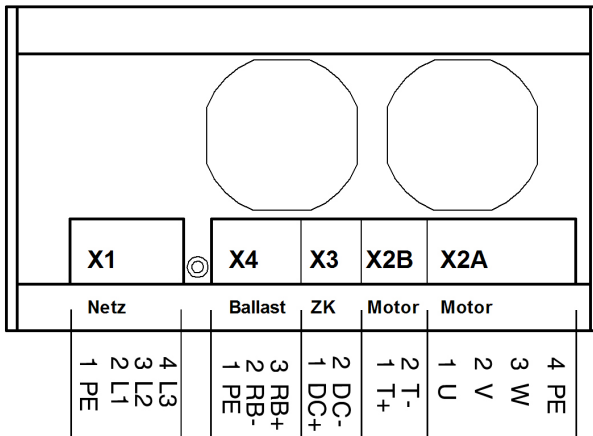 X1 X4 X3 X2B X2A
Netz Ballast ZK Motor Motor
1 PE
2 L1
3 L2
4 L3
1 PE
2 RB-
3 RB+
1 DC+
2 DC-
1 T+
2 T-
1 U
2 V
3 W
4 PE